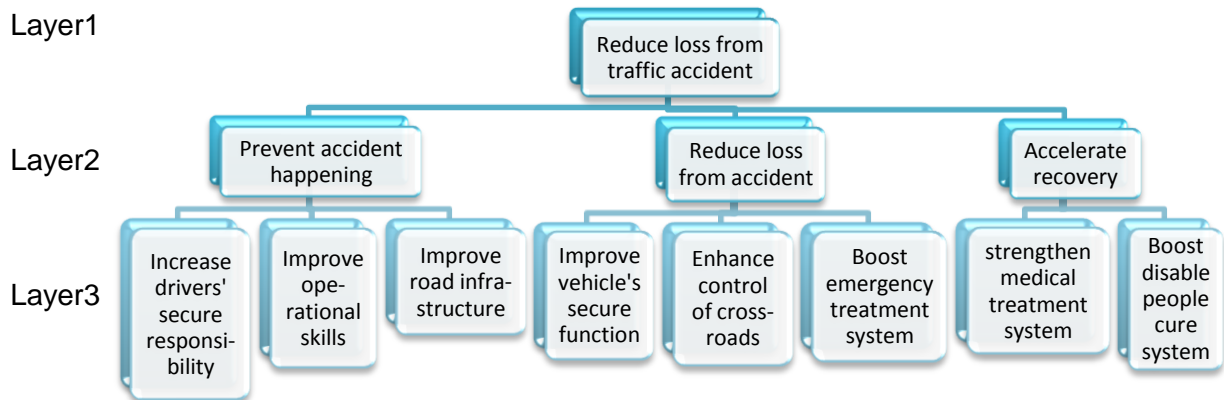 Layer1
Reduce loss from
traffic accident
Layer2
Prevent accident
happening
Reduce loss
from accident
Accelerate
recovery
Layer3
Increase
drivers'
secure
responsi-
bility
Improve
ope-
rational
skills
Improve
road infra-
structure
Improve
vehicle's
secure
function
Enhance
control
of cross-
roads
Boost
emergency
treatment
system
strengthen
medical
treatment
system
Boost
disable
people
cure
system